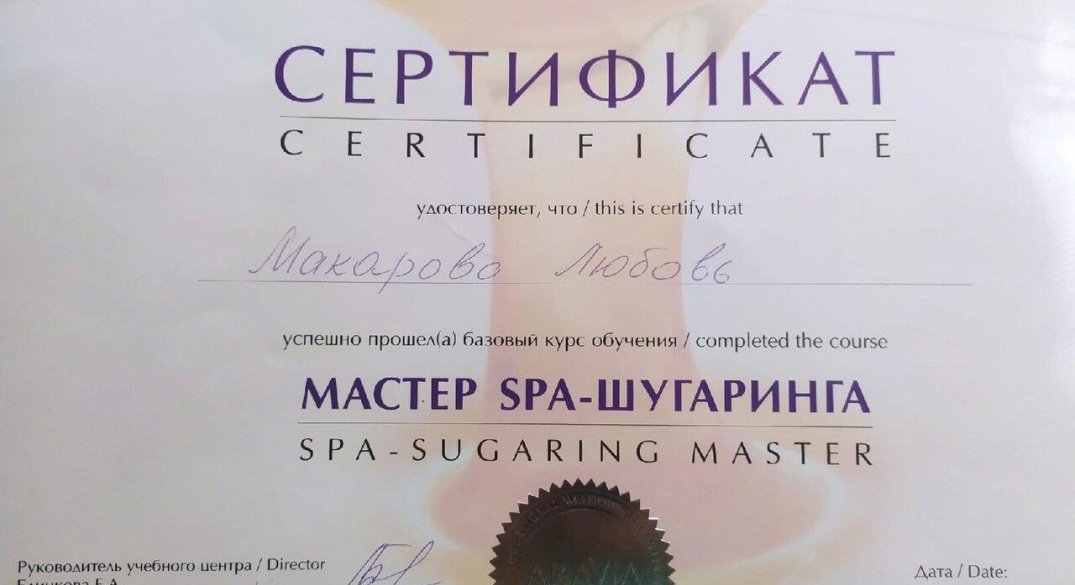 СЕРТИФИКАТ
CERTIFICATE
удостоверяет, что / this is certify that
Макарова Любовь
успешно прошел(а) базовый курс обучения / completed the course
МАСТЕР SPA-ШУГАРИНГА
SPA-SUGARING MASTER
ARAVIA
Руководитель учебного центра / Director
Дата / Date: